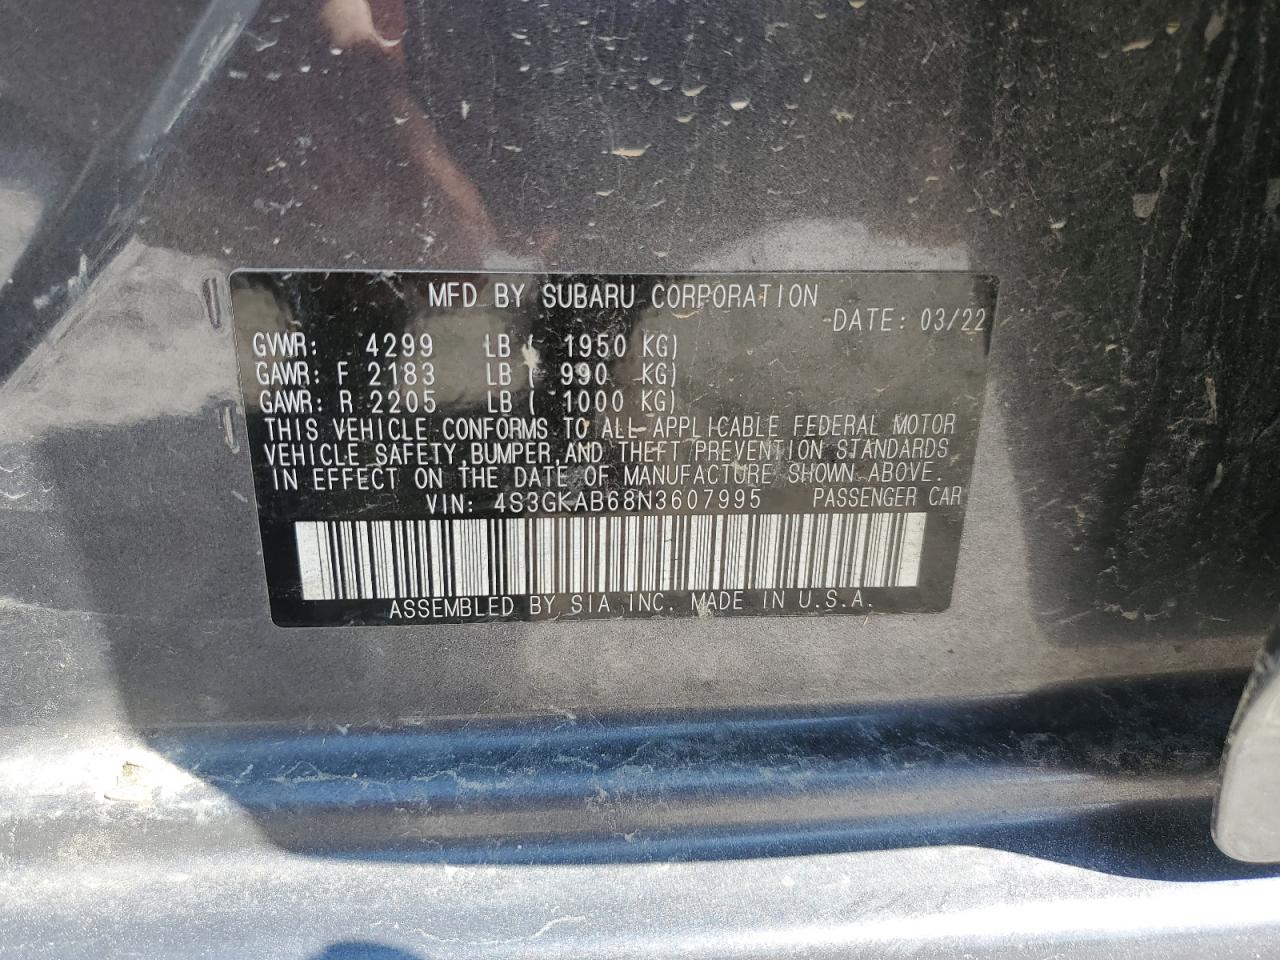 MFD BY SUBARU CORPORATION
DATE: 03/22
GVWR: 4299 LB ( 1950 KG)
GAWR: F 2183 LB ( 990 KG)
GAWR: R 2205 LB ( 1000 KG)
THIS VEHICLE CONFORMS TO ALL APPLICABLE FEDERAL MOTOR
VEHICLE SAFETY,BUMPER,AND THEFT PREVENTION STANDARDS
IN EFFECT ON THE DATE OF MANUFACTURE SHOWN ABOVE.
VIN: 4S3GKAB68N3607995 PASSENGER CAR
ASSEMBLED BY SIA INC. MADE IN U.S.A.